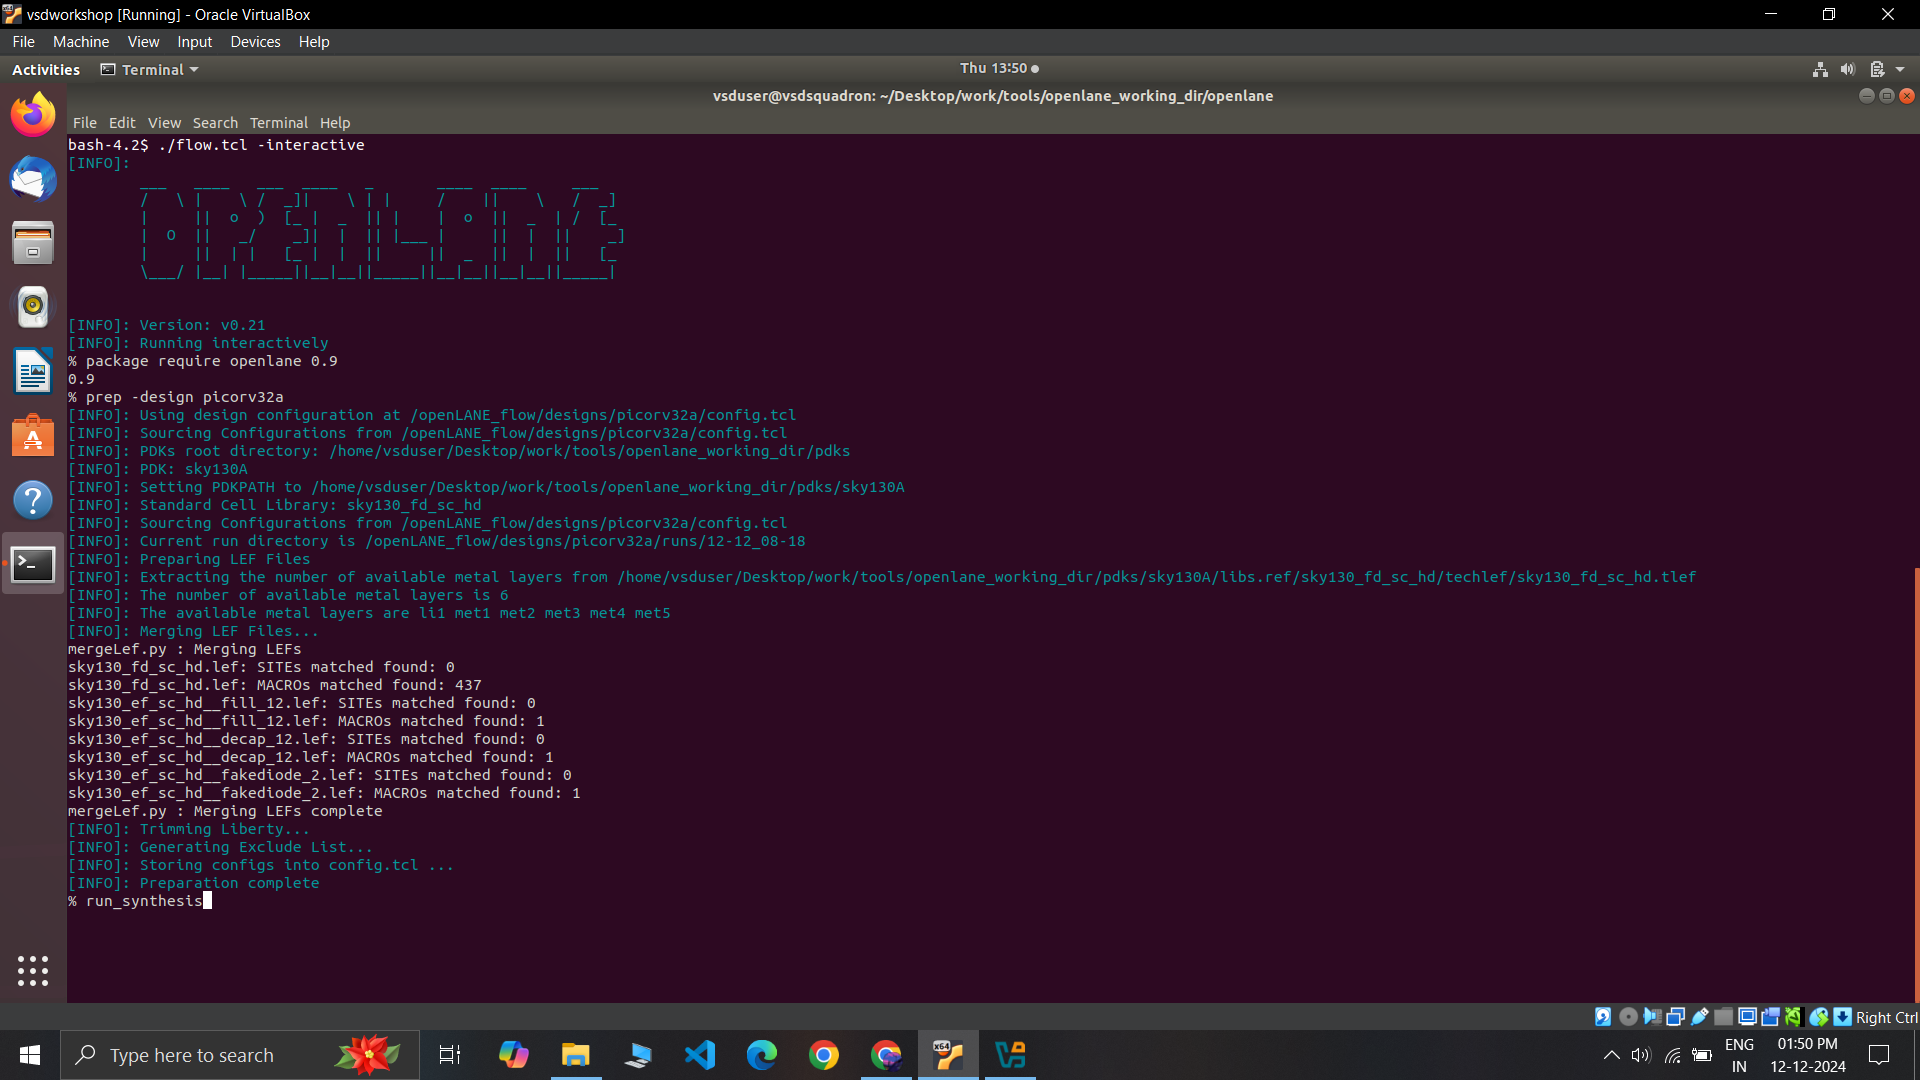 vsdworkshop [Running] - Oracle VirtualBox
File Machine View Input Devices Help
Activities Terminal Thu 13:50
vsduser@vsdsquadron: ~/Desktop/work/tools/openlane_working_dir/openlane
File Edit View Search Terminal Help
bash-4.2$ ./flow.tcl -interactive
[INFO]:
OPENLANE
[INFO]: Version: v0.21
[INFO]: Running interactively
% package require openlane 0.9
0.9
% prep -design picorv32a
[INFO]: Using design configuration at /openLANE_flow/designs/picorv32a/config.tcl
[INFO]: Sourcing Configurations from /openLANE_flow/designs/picorv32a/config.tcl
[INFO]: PDKs root directory: /home/vsduser/Desktop/work/tools/openlane_working_dir/pdks
[INFO]: PDK: sky130A
[INFO]: Setting PDKPATH to /home/vsduser/Desktop/work/tools/openlane_working_dir/pdks/sky130A
[INFO]: Standard Cell Library: sky130_fd_sc_hd
[INFO]: Sourcing Configurations from /openLANE_flow/designs/picorv32a/config.tcl
[INFO]: Current run directory is /openLANE_flow/designs/picorv32a/runs/12-12_08-18
[INFO]: Preparing LEF Files
[INFO]: Extracting the number of available metal layers from /home/vsduser/Desktop/work/tools/openlane_working_dir/pdks/sky130A/libs.ref/sky130_fd_sc_hd/techlef/sky130_fd_sc_hd.tlef
[INFO]: The number of available metal layers is 6
[INFO]: The available metal layers are li1 met1 met2 met3 met4 met5
[INFO]: Merging LEF Files...
mergeLef.py : Merging LEFs
sky130_fd_sc_hd.lef: SITEs matched found: 0
sky130_fd_sc_hd.lef: MACROs matched found: 437
sky130_ef_sc_hd__fill_12.lef: SITEs matched found: 0
sky130_ef_sc_hd__fill_12.lef: MACROs matched found: 1
sky130_ef_sc_hd__decap_12.lef: SITEs matched found: 0
sky130_ef_sc_hd__decap_12.lef: MACROs matched found: 1
sky130_ef_sc_hd__fakediode_2.lef: SITEs matched found: 0
sky130_ef_sc_hd__fakediode_2.lef: MACROs matched found: 1
mergeLef.py : Merging LEFs complete
[INFO]: Trimming Liberty...
[INFO]: Generating Exclude List...
[INFO]: Storing configs into config.tcl ...
[INFO]: Preparation complete
% run_synthesis
Right Ctrl
Type here to search
ENG
IN
01:50 PM
12-12-2024